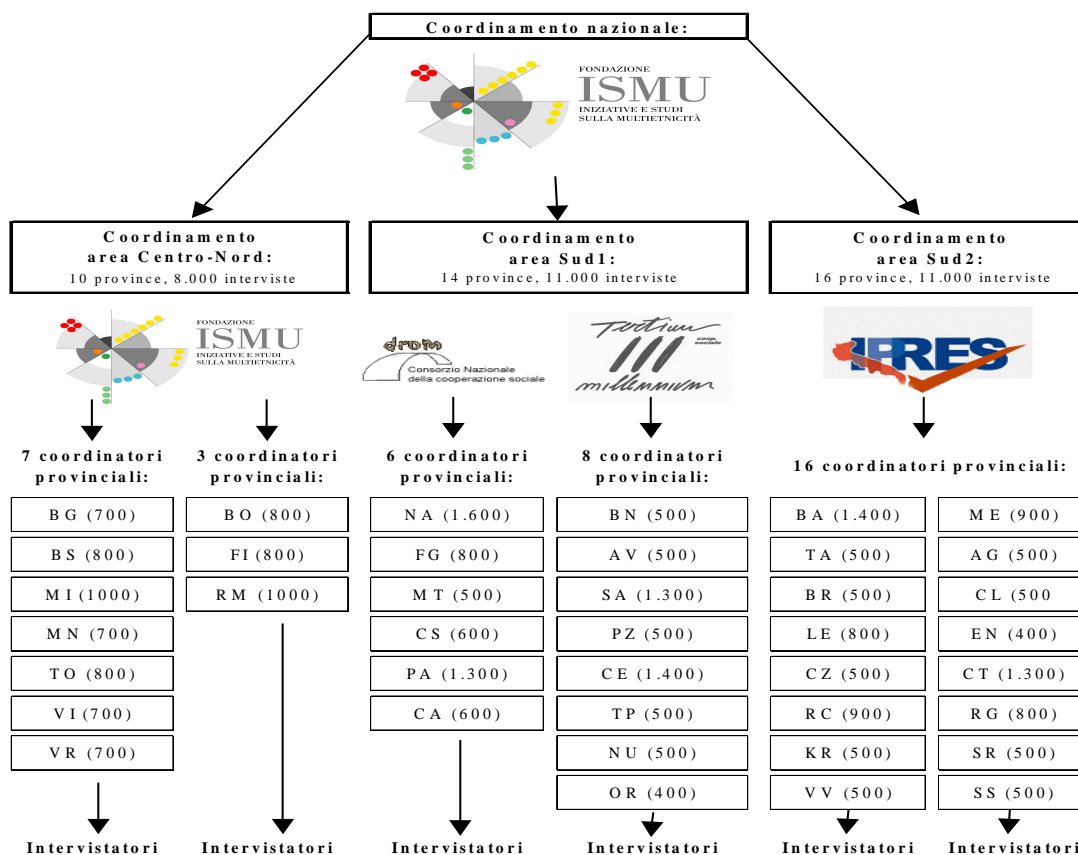 Coordinamento nazionale:
FONDAZIONE
ISMU
INIZIATIVE E STUDI
SULLA MULTIETNICITÀ
Coordinamento
area Centro-Nord:
10 province, 8.000 interviste
Coordinamento
area Sud1:
14 province, 11.000 interviste
Coordinamento
area Sud2:
16 province, 11.000 interviste
FONDAZIONE
ISMU
INIZIATIVE E STUDI
SULLA MULTIETNICITÀ
drom
Consorzio Nazionale
della cooperazione sociale
Tertium
coop.
sociale
III
millennium
IPRES
7 coordinatori
provinciali:
BG (700)
BS (800)
MI (1000)
MN (700)
TO (800)
VI (700)
VR (700)
Intervistatori
3 coordinatori
provinciali:
BO (800)
FI (800)
RM (1000)
Intervistatori
6 coordinatori
provinciali:
NA (1.600)
FG (800)
MT (500)
CS (600)
PA (1.300)
CA (600)
Intervistatori
8 coordinatori
provinciali:
BN (500)
AV (500)
SA (1.300)
PZ (500)
CE (1.400)
TP (500)
NU (500)
OR (400)
Intervistatori
16 coordinatori provinciali:
BA (1.400)
TA (500)
BR (500)
LE (800)
CZ (500)
RC (900)
KR (500)
VV (500)
Intervistatori
ME (900)
AG (500)
CL (500
EN (400)
CT (1.300)
RG (800)
SR (500)
SS (500)
Intervistatori